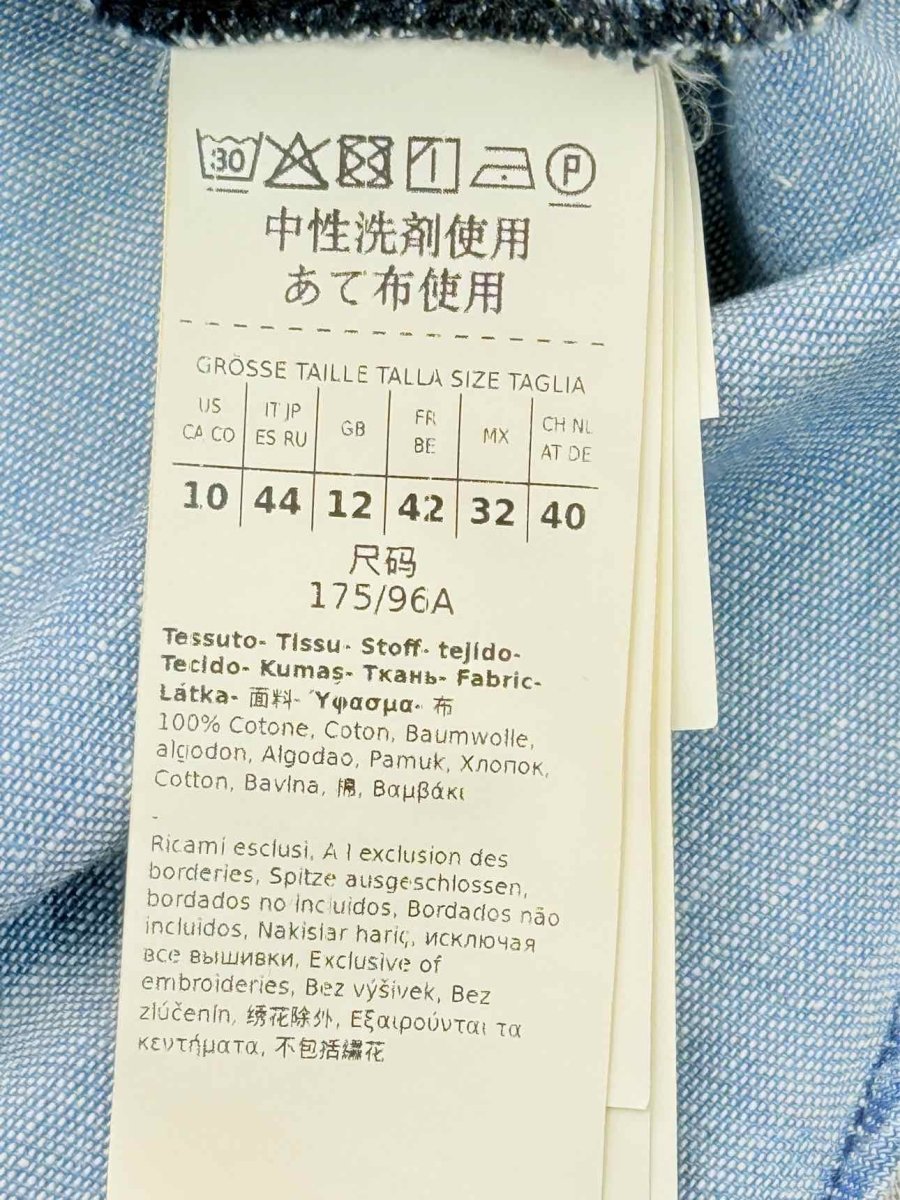 30 P
中性洗剤使用
あて布使用
GRÖSSE TAILLE TALLA SIZE TAGLIA
US CA CO | IT JP ES RU | GB | FR BE | MX | CH NL AT DE
10 | 44 | 12 | 42 | 32 | 40
尺码
175/96A
Tessuto- Tissu- Stoff- tejido-
Tecido- Kumaş- Ткань- Fabric-
Látka- 面料- Ύφασμα- 布
100% Cotone, Coton, Baumwolle,
algodon, Algodao, Pamuk, Хлопок,
Cotton, Bavlna, 棉, Βαμβάκι
-
Ricami esclusi, A l exclusion des
borderies, Spitze ausgeschlossen,
bordados no incluidos, Bordados não
incluidos, Nakislar hariç, исключая
все вышивки, Exclusive of
embroideries, Bez výšivek, Bez
zlúčenín, 绣花除外, Εξαιρούνται τα
κεντήματα, 不包括繡花